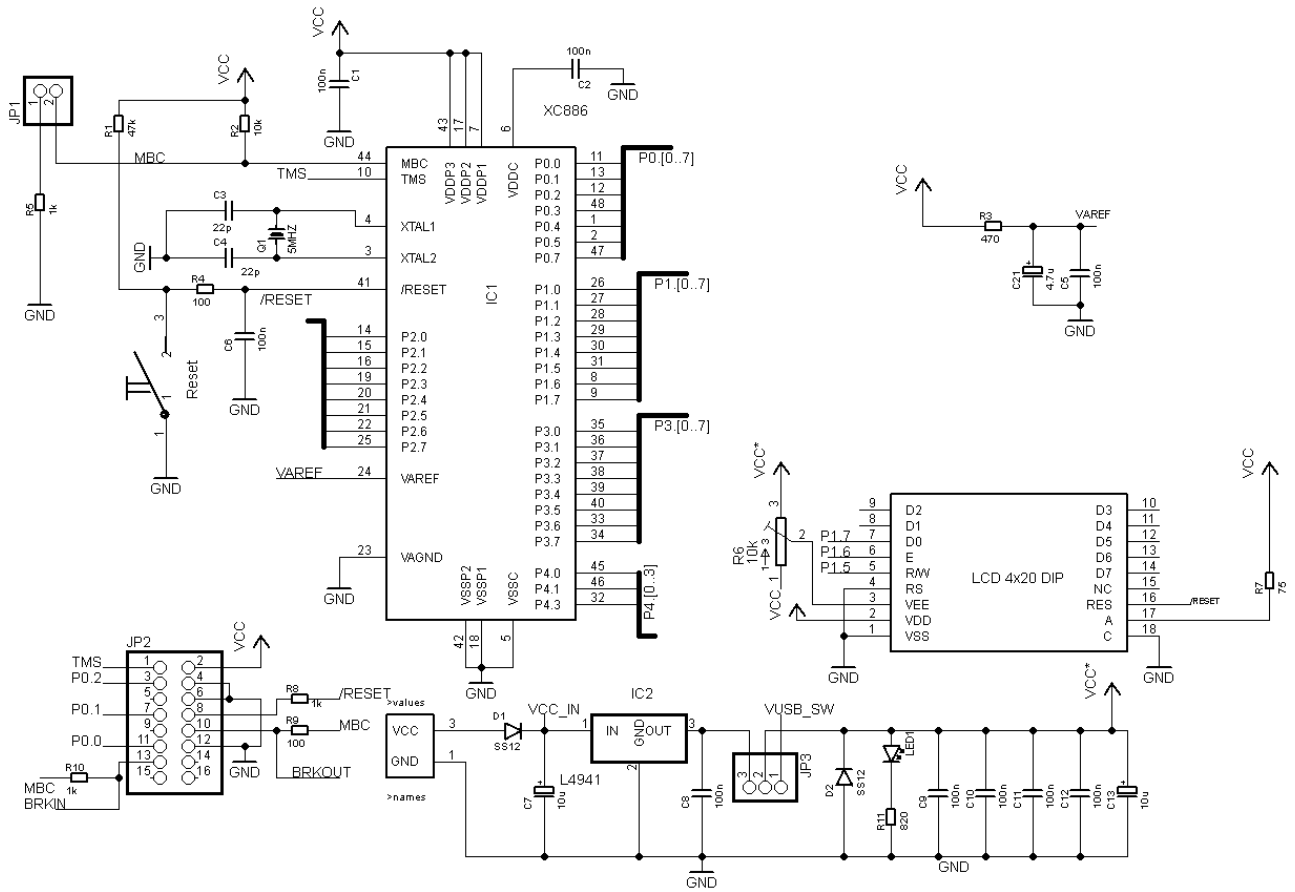 VCC
100n
C1
GND
100n
C2
GND
XC886
JP1
1
2
VCC
R1
47k
R2
10k
MBC
R5
1k
GND
43
17
7
6
VDDP3
VDDP2
VDDP1
VDDC
44 MBC
TMS 10 TMS
4 XTAL1
3 XTAL2
41 /RESET
14 P2.0
15 P2.1
16 P2.2
19 P2.3
20 P2.4
21 P2.5
22 P2.6
25 P2.7
VAREF 24 VAREF
23 VAGND
GND
IC1
C3
22p
C4
22p
Q1
5MHZ
GND
R4
100
/RESET
C6
100n
GND
3
2
1
1
Reset
GND
P0.0 11
P0.1 13
P0.2 12
P0.3 48
P0.4 1
P0.5 2
P0.7 47
P0.[0..7]
P1.0 26
P1.1 27
P1.2 28
P1.3 29
P1.4 30
P1.5 31
P1.6 8
P1.7 9
P1.[0..7]
P3.0 35
P3.1 36
P3.2 37
P3.3 38
P3.4 39
P3.5 40
P3.6 33
P3.7 34
P3.[0..7]
P4.0 45
P4.1 46
P4.3 32
P4.[0..3]
VSSP2
VSSP1
VSSC
42
18
5
GND
VCC
R3
470
VAREF
C21
4.7u
C5
100n
GND
VCC*
3
2
R6
10k
1
3
1
VCC
9 D2
8 D1
P1.7 7 D0
P1.6 6 E
P1.5 5 R/W
4 RS
3 VEE
2 VDD
1 VSS
LCD 4x20 DIP
D3 10
D4 11
D5 12
D6 13
D7 14
NC 15
RES 16 /RESET
A 17
C 18
GND
GND
VCC
R7
75
JP2
TMS 1 2 VCC
P0.2 3 4
5 6
P0.1 7 8
9 10
P0.0 11 12
13 14
15 16
R8
1k
/RESET
R9
100
MBC
GND
BRKOUT
R10
1k
MBC
BRKIN
>values
VCC 3
GND 1
>names
D1
SS12
VCC_IN
C7
10u
L4941
IC2
1 IN
GND
OUT 3
2
C8
100n
GND
VUSB_SW
3
2
1
JP3
D2
SS12
LED1
R11
820
C9
100n
C10
100n
C11
100n
C12
100n
C13
10u
VCC*
GND